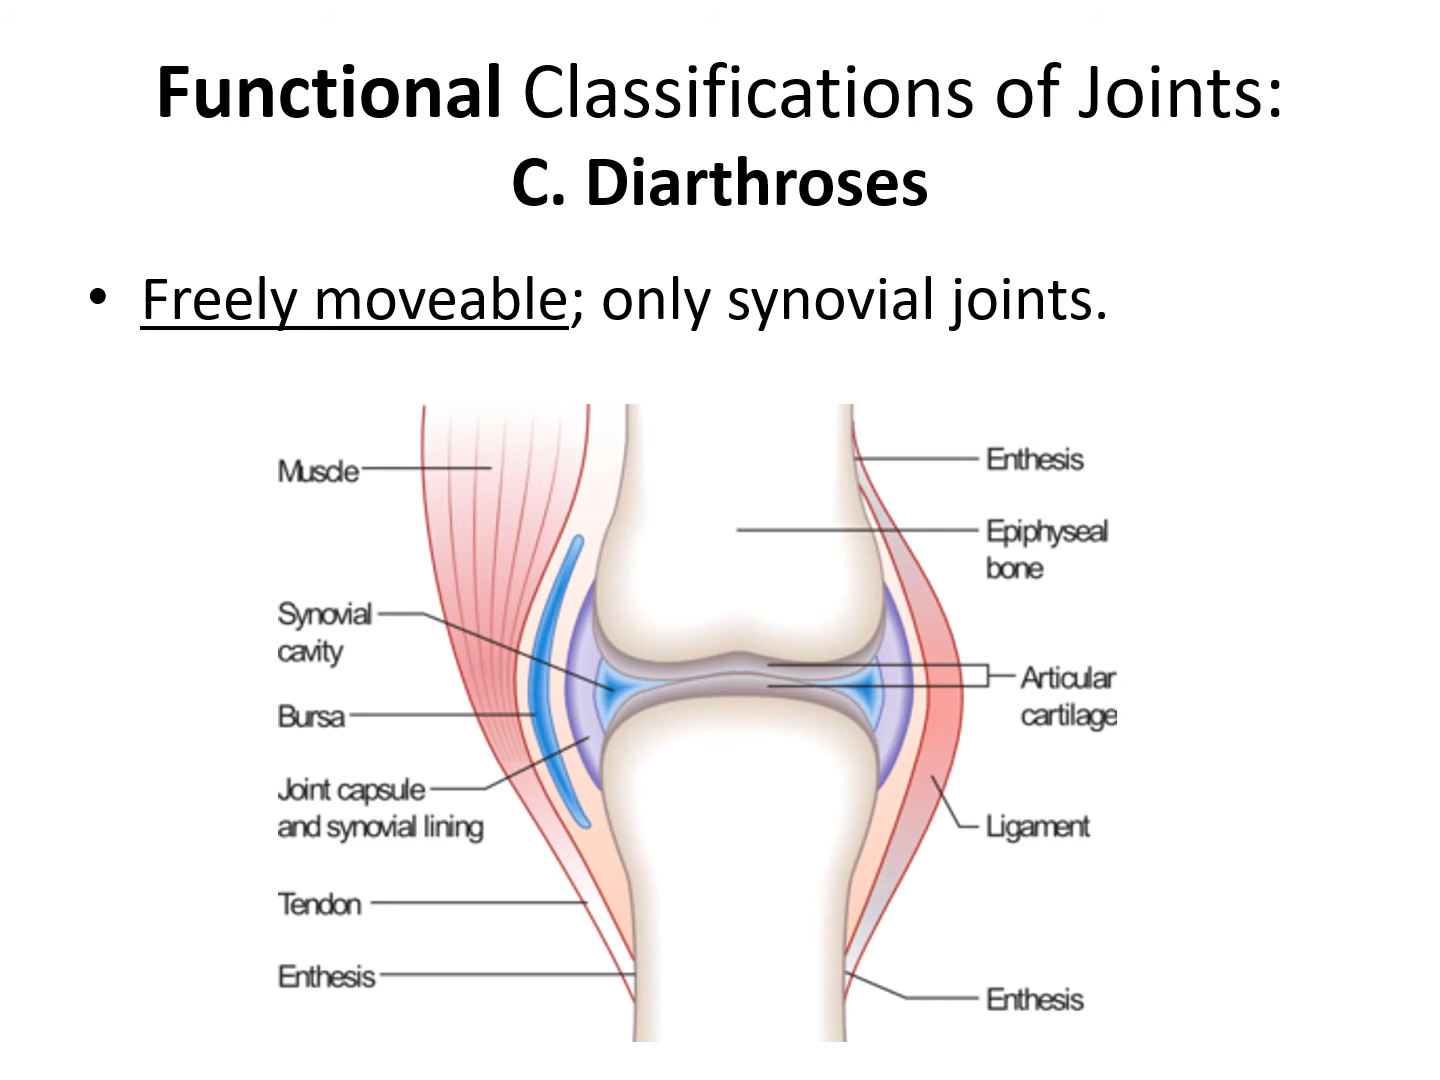 Functional Classifications of Joints:
C. Diarthroses
• Freely moveable; only synovial joints.
Muscle
Synovial
cavity
Bursa
Joint capsule
and synovial lining
Tendon
Enthesis
Enthesis
Epiphyseal
bone
Articular
cartilage
Ligament
Enthesis